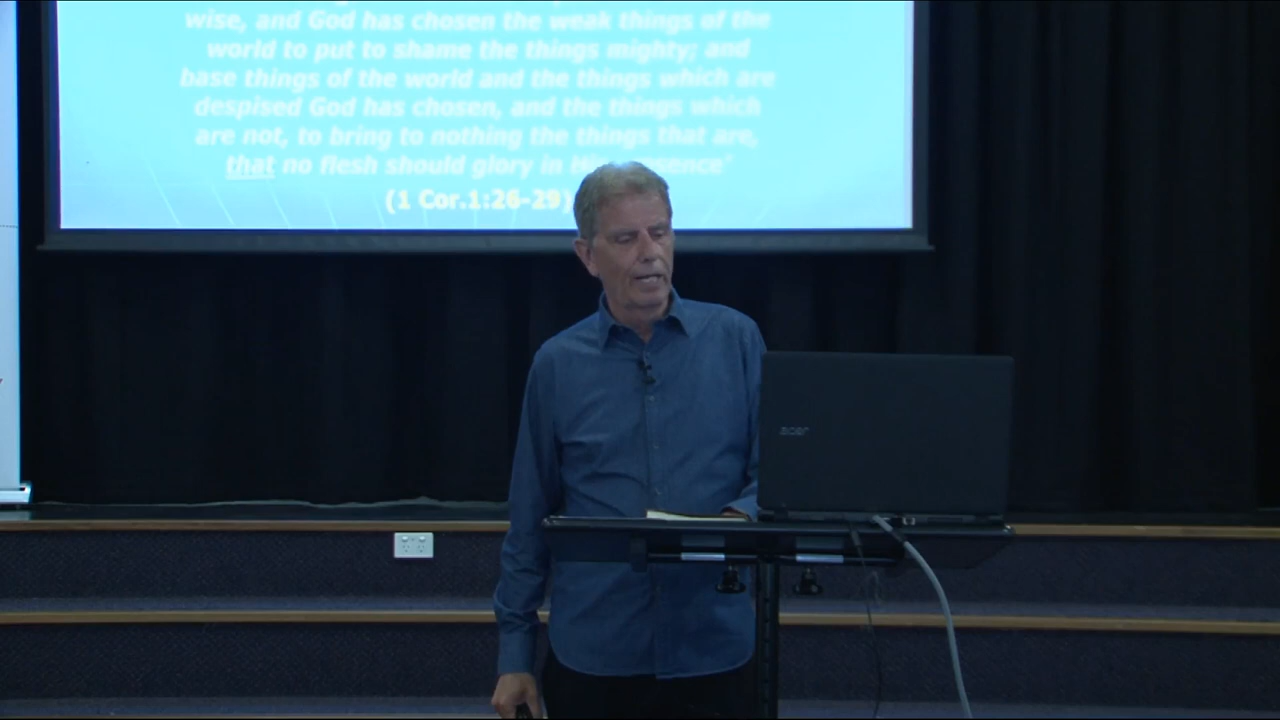 wise, and God has chosen the weak things of the
world to put to shame the things mighty; and
base things of the world and the things which are
despised God has chosen, and the things which
are not, to bring to nothing the things that are,
that no flesh should glory in
(1 Cor.1:26-29)
acer